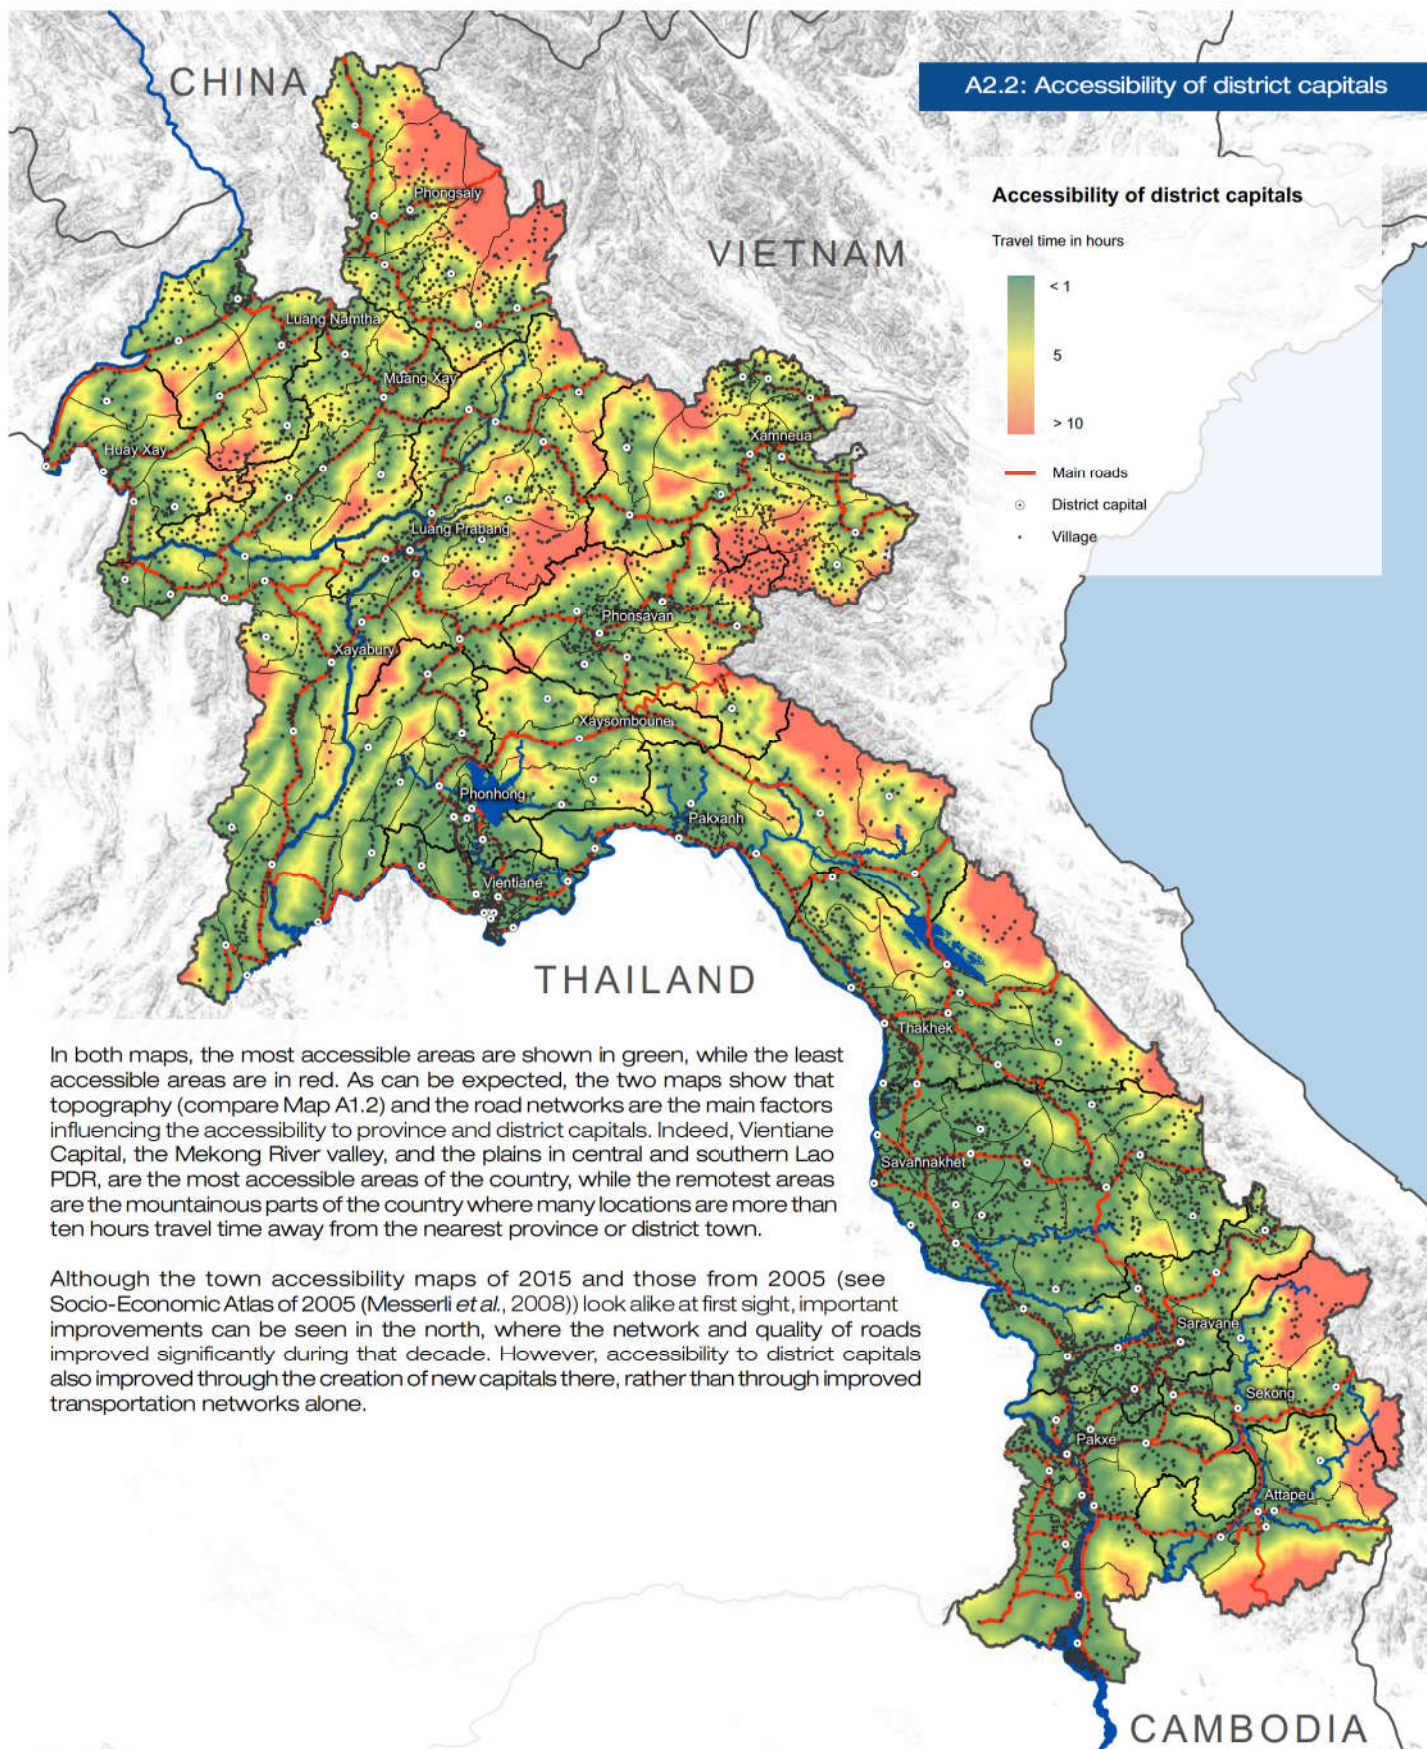 CHINA
A2.2: Accessibility of district capitals
Accessibility of district capitals
Travel time in hours
< 1
5
> 10
Main roads
District capital
Village
VIETNAM
Phongsaly
Luang Namtha
Muang Xay
Huay Xay
Xamneua
Luang Prabang
Phonsavan
Xayabury
Xaysomboune
Phonhong
Pakxanh
Vientiane
THAILAND
Thakhek
Savannakhet
Saravane
Sekong
Pakxe
Attapeu
CAMBODIA
In both maps, the most accessible areas are shown in green, while the least
accessible areas are in red. As can be expected, the two maps show that
topography (compare Map A1.2) and the road networks are the main factors
influencing the accessibility to province and district capitals. Indeed, Vientiane
Capital, the Mekong River valley, and the plains in central and southern Lao
PDR, are the most accessible areas of the country, while the remotest areas
are the mountainous parts of the country where many locations are more than
ten hours travel time away from the nearest province or district town.
Although the town accessibility maps of 2015 and those from 2005 (see
Socio-Economic Atlas of 2005 (Messerli et al., 2008)) look alike at first sight, important
improvements can be seen in the north, where the network and quality of roads
improved significantly during that decade. However, accessibility to district capitals
also improved through the creation of new capitals there, rather than through improved
transportation networks alone.